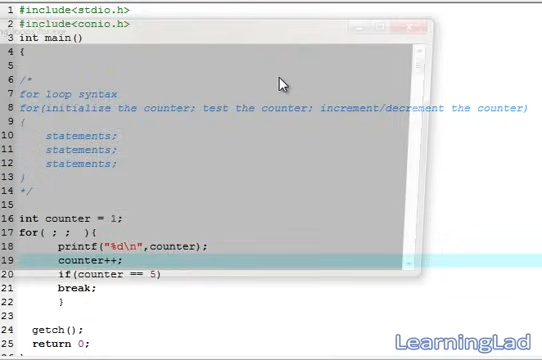 1 #include<stdio.h>
2 #include<conio.h>
3 int main()
4 {
5
6 /*
7 for loop syntax
8 for(initialize the counter; test the counter; increment/decrement the counter)
9 {
10 statements;
11 statements;
12 statements;
13 }
14 */
15
16 int counter = 1;
17 for( ; ; ){
18 printf("%d\n",counter);
19 counter++;
20 if(counter == 5)
21 break;
22 }
23
24 getch();
25 return 0;
LearningLad